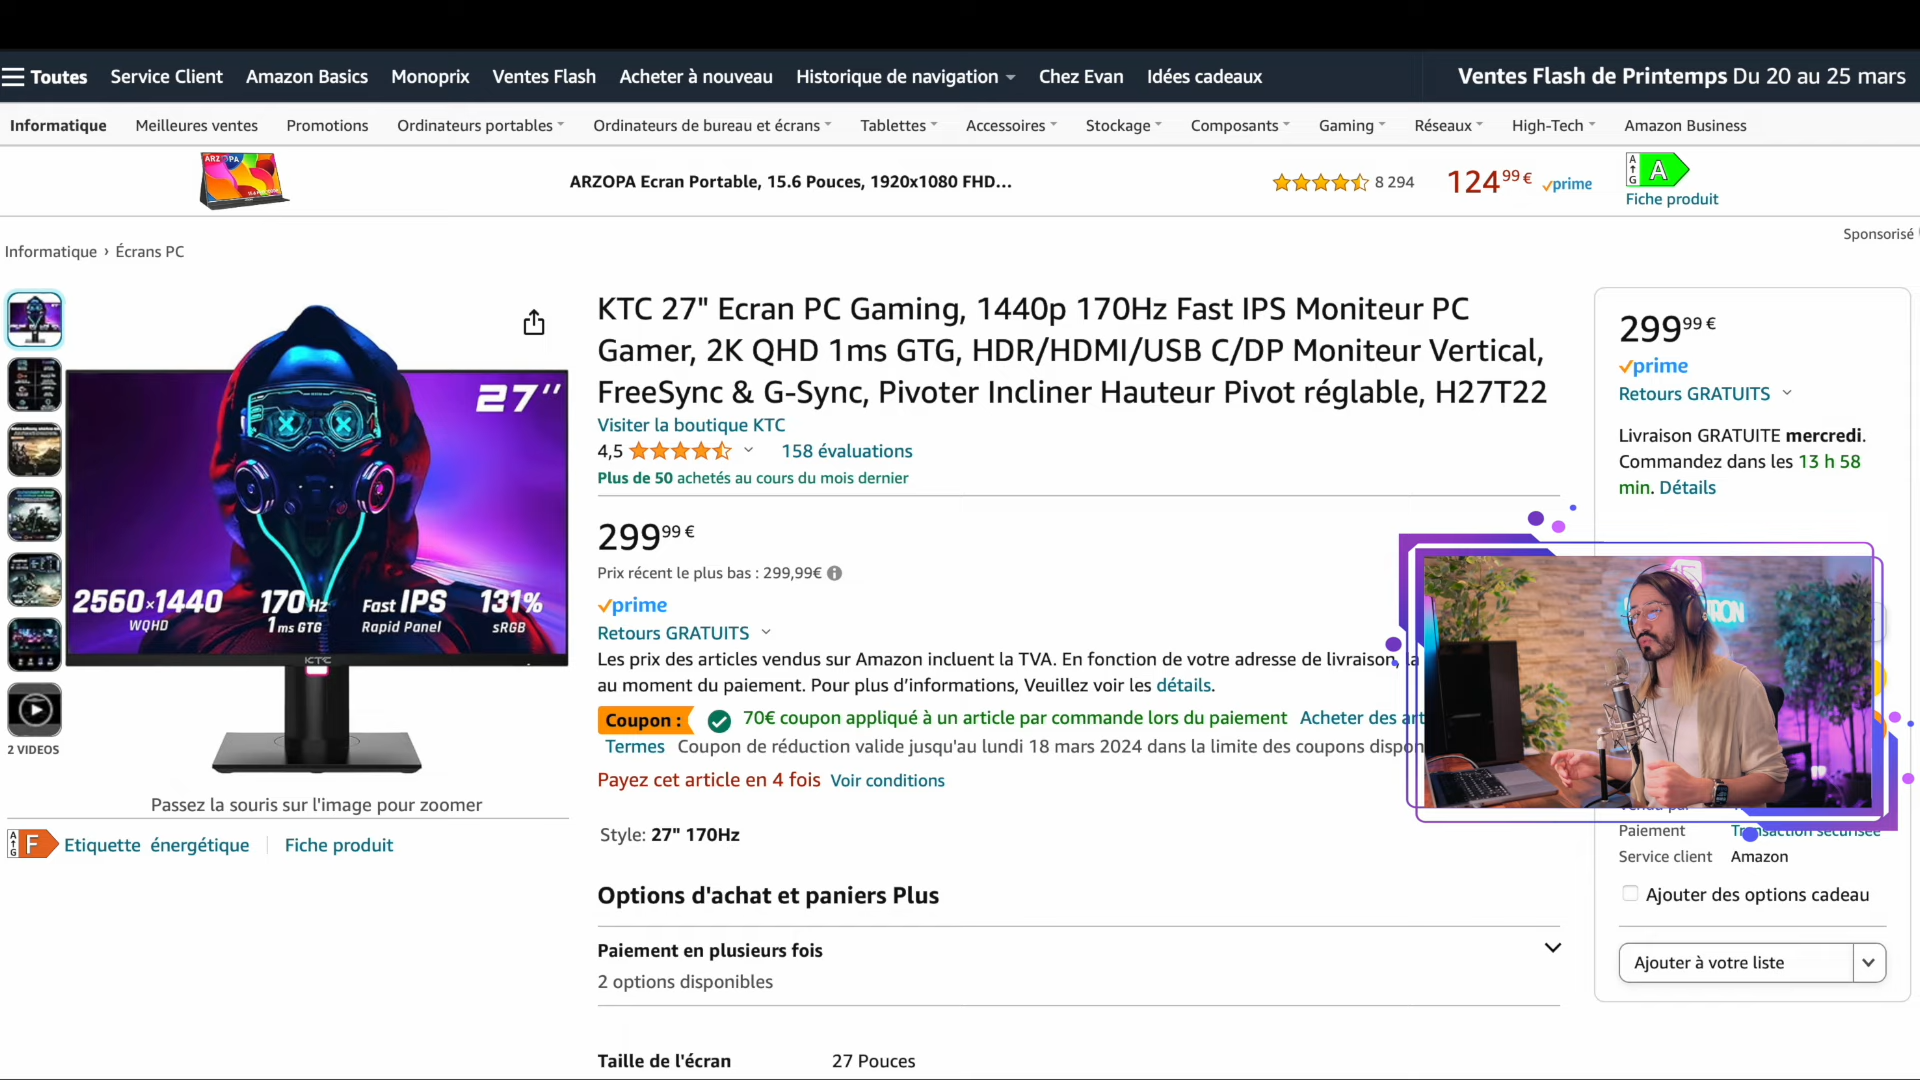 Toutes Service Client Amazon Basics Monoprix Ventes Flash Acheter à nouveau Historique de navigation Chez Evan Idées cadeaux Ventes Flash de Printemps Du 20 au 25 mars
Informatique Meilleures ventes Promotions Ordinateurs portables Ordinateurs de bureau et écrans Tablettes Accessoires Stockage Composants Gaming Réseaux High-Tech Amazon Business
ARZOPA
ARZOPA Ecran Portable, 15.6 Pouces, 1920x1080 FHD... 8 294 124,99 € prime A G A
Fiche produit
Sponsorisé
Informatique › Écrans PC
KTC 27" Ecran PC Gaming, 1440p 170Hz Fast IPS Moniteur PC
Gamer, 2K QHD 1ms GTG, HDR/HDMI/USB C/DP Moniteur Vertical,
FreeSync & G-Sync, Pivoter Incliner Hauteur Pivot réglable, H27T22
Visiter la boutique KTC
4,5 158 évaluations
Plus de 50 achetés au cours du mois dernier
299 99 €
Prix récent le plus bas : 299,99€
prime
Retours GRATUITS
Les prix des articles vendus sur Amazon incluent la TVA. En fonction de votre adresse de livraison, la
au moment du paiement. Pour plus d'informations, Veuillez voir les détails.
Coupon : 70€ coupon appliqué à un article par commande lors du paiement Acheter des art
Termes Coupon de réduction valide jusqu'au lundi 18 mars 2024 dans la limite des coupons dispon
Payez cet article en 4 fois Voir conditions
Style: 27" 170Hz
Options d'achat et paniers Plus
Paiement en plusieurs fois
2 options disponibles
Taille de l'écran 27 Pouces
27"
2560×1440 170 Hz Fast IPS 131%
WQHD 1ms GTG Rapid Panel sRGB
KTC
2 VIDEOS
Passez la souris sur l'image pour zoomer
A G F Etiquette énergétique Fiche produit
299 99 €
prime
Retours GRATUITS
Livraison GRATUITE mercredi.
Commandez dans les 13 h 58
min. Détails
Paiement Transaction sécurisée
Service client Amazon
Ajouter des options cadeau
Ajouter à votre liste